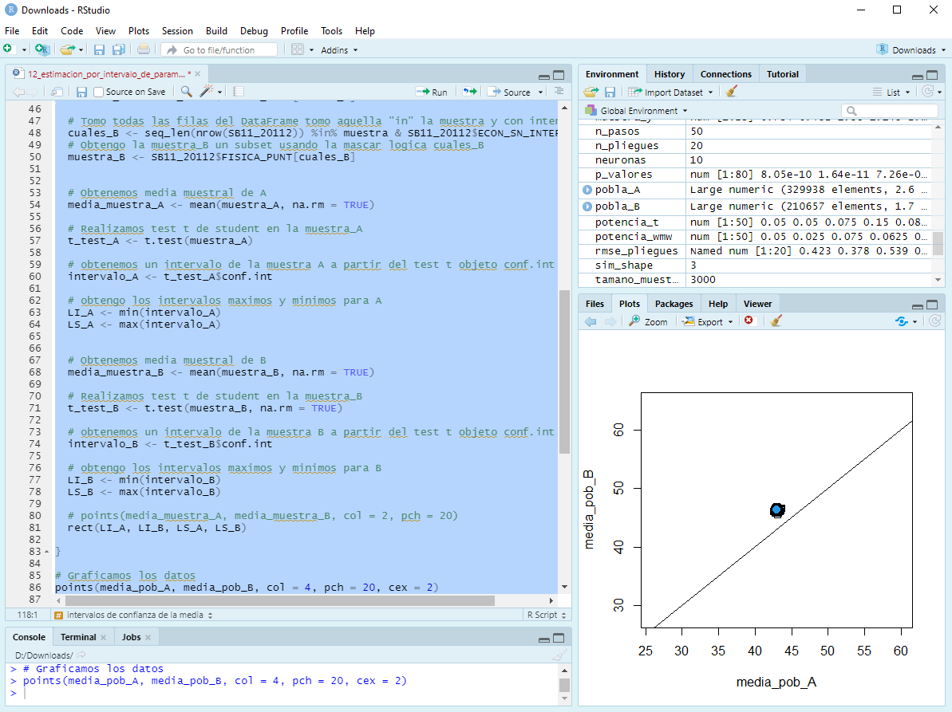 Downloads - RStudio
File Edit Code View Plots Session Build Debug Profile Tools Help
Go to file/function Addins Downloads
12_estimacion_por_intervalo_de_param... *
Source on Save Run Source
46
47 # Tomo todas las filas del DataFrame tomo aquella "in" la muestra y con inter
48 cuales_B <- seq_len(nrow(SB11_20112)) %in% muestra & SB11_20112$ECON_SN_INTER
49 # Obtengo la muestra_B un subset usando la mascar logica cuales_B
50 muestra_B <- SB11_20112$FISICA_PUNT[cuales_B]
51
52
53 # Obtenemos media muestral de A
54 media_muestra_A <- mean(muestra_A, na.rm = TRUE)
55
56 # Realizamos test t de student en la muestra_A
57 t_test_A <- t.test(muestra_A)
58
59 # obtenemos un intervalo de la muestra A a partir del test t objeto conf.int
60 intervalo_A <- t_test_A$conf.int
61
62 # obtengo los intervalos maximos y minimos para A
63 LI_A <- min(intervalo_A)
64 LS_A <- max(intervalo_A)
65
66
67 # Obtenemos media muestral de B
68 media_muestra_B <- mean(muestra_B, na.rm = TRUE)
69
70 # Realizamos test t de student en la muestra_B
71 t_test_B <- t.test(muestra_B, na.rm = TRUE)
72
73 # obtenemos un intervalo de la muestra B a partir del test t objeto conf.int
74 intervalo_B <- t_test_B$conf.int
75
76 # obtengo los intervalos maximos y minimos para B
77 LI_B <- min(intervalo_B)
78 LS_B <- max(intervalo_B)
79
80 # points(media_muestra_A, media_muestra_B, col = 2, pch = 20)
81 rect(LI_A, LI_B, LS_A, LS_B)
82
83 }
84
85 # Graficamos los datos
86 points(media_pob_A, media_pob_B, col = 4, pch = 20, cex = 2)
87
118:1 # Intervalos de confianza de la media R Script
Console Terminal Jobs
D:/Downloads/
> # Graficamos los datos
> points(media_pob_A, media_pob_B, col = 4, pch = 20, cex = 2)
>
Environment History Connections Tutorial
Import Dataset List
Global Environment
n_pasos 50
n_pliegues 20
neuronas 10
p_valores num [1:80] 8.05e-10 1.64e-11 7.26e-0...
pobla_A Large numeric (329938 elements, 2.6 ...
pobla_B Large numeric (210657 elements, 1.7 ...
potencia_t num [1:50] 0.05 0.05 0.075 0.15 0.08...
potencia_wmw num [1:50] 0.05 0.025 0.075 0.0625 0...
rmse_pliegues Named num [1:20] 0.423 0.378 0.539 0...
sim_shape 3
tamano_muest... 3000
Files Plots Packages Help Viewer
Zoom Export
media_pob_B
60
50
40
30
25 30 35 40 45 50 55 60
media_pob_A